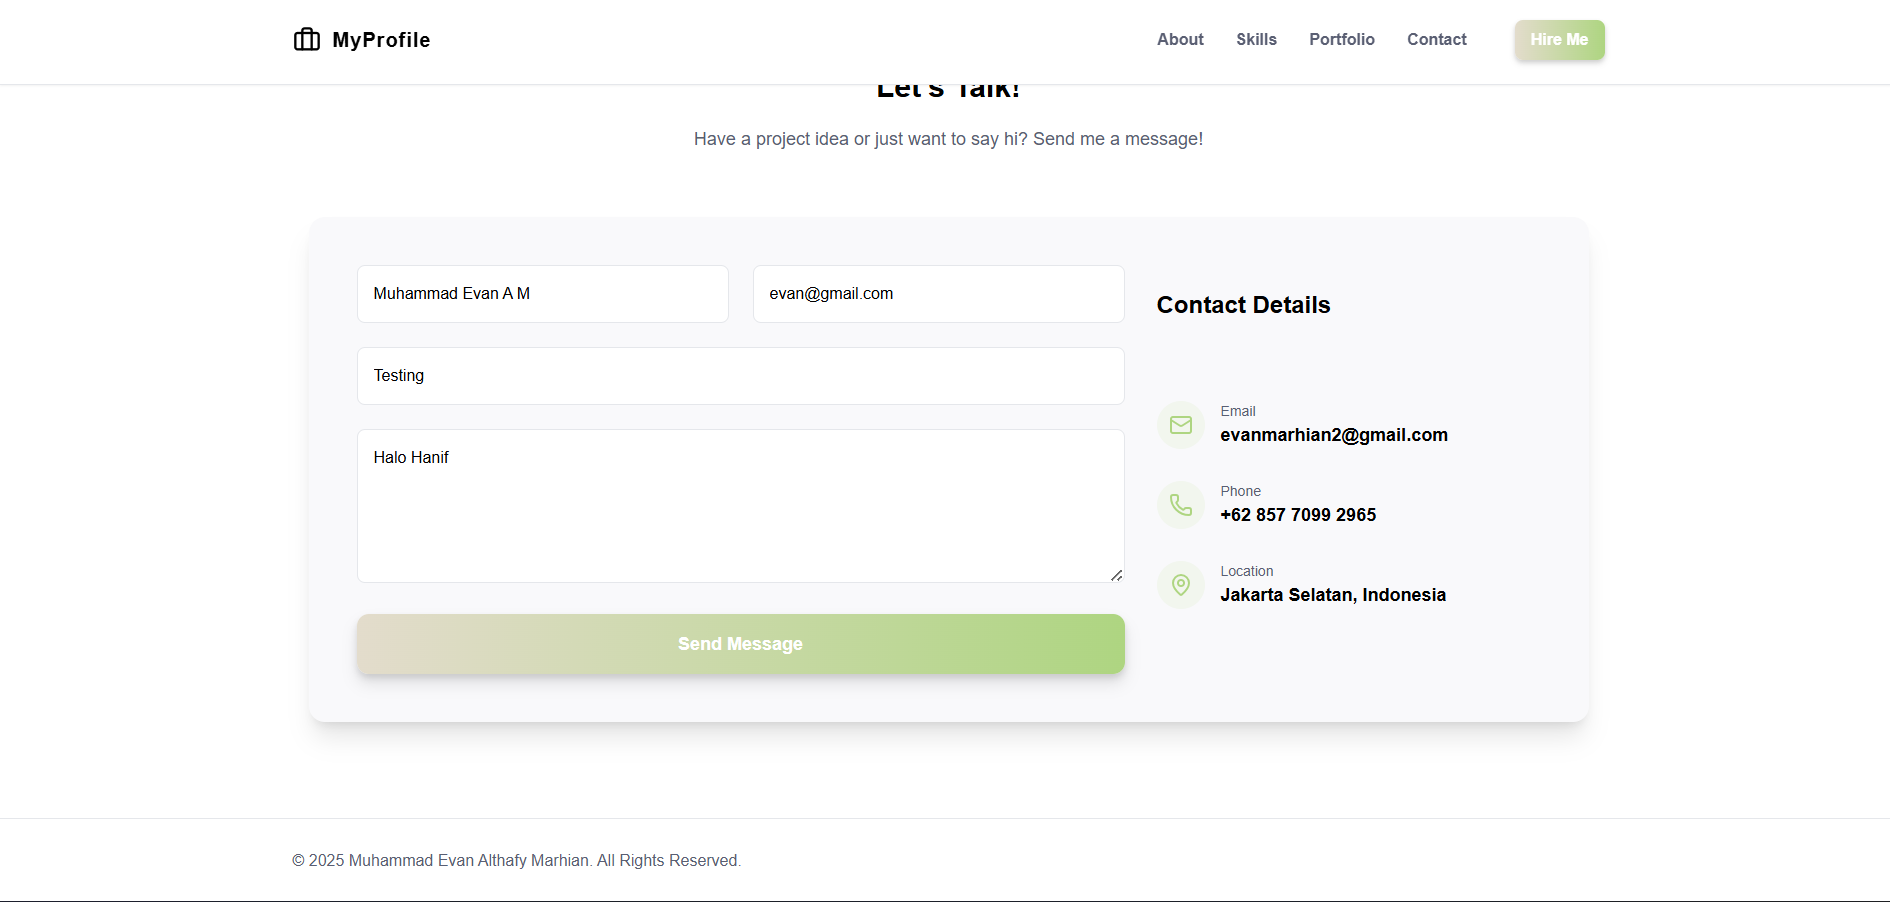 MyProfile
About
Skills
Portfolio
Contact
Hire Me
Let's Talk!
Have a project idea or just want to say hi? Send me a message!
Muhammad Evan A M
evan@gmail.com
Testing
Halo Hanif
Send Message
Contact Details
Email
evanmarhian2@gmail.com
Phone
+62 857 7099 2965
Location
Jakarta Selatan, Indonesia
© 2025 Muhammad Evan Althafy Marhian. All Rights Reserved.